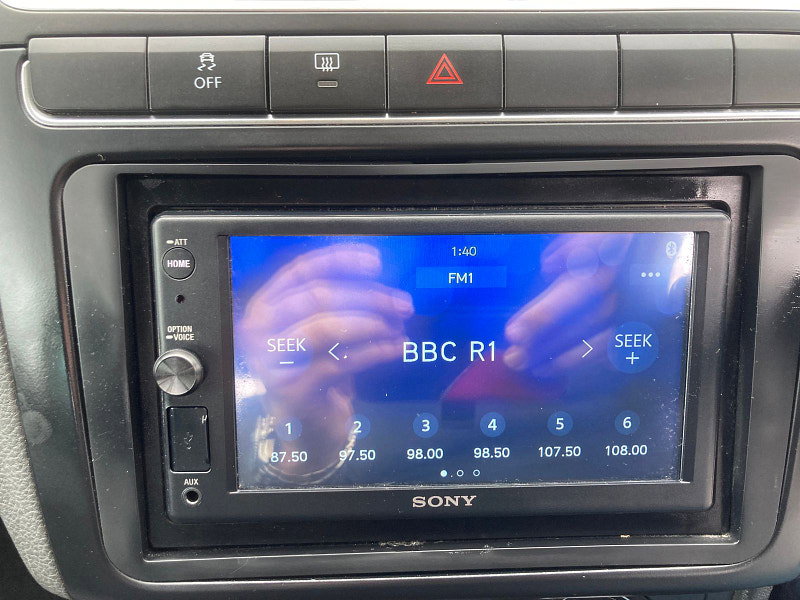 OFF
ATT
HOME
1:40
FM1
OPTION
VOICE
SEEK
−
< BBC R1 >
SEEK
+
1 2 3 4 5 6
87.50 97.50 98.00 98.50 107.50 108.00
AUX
SONY